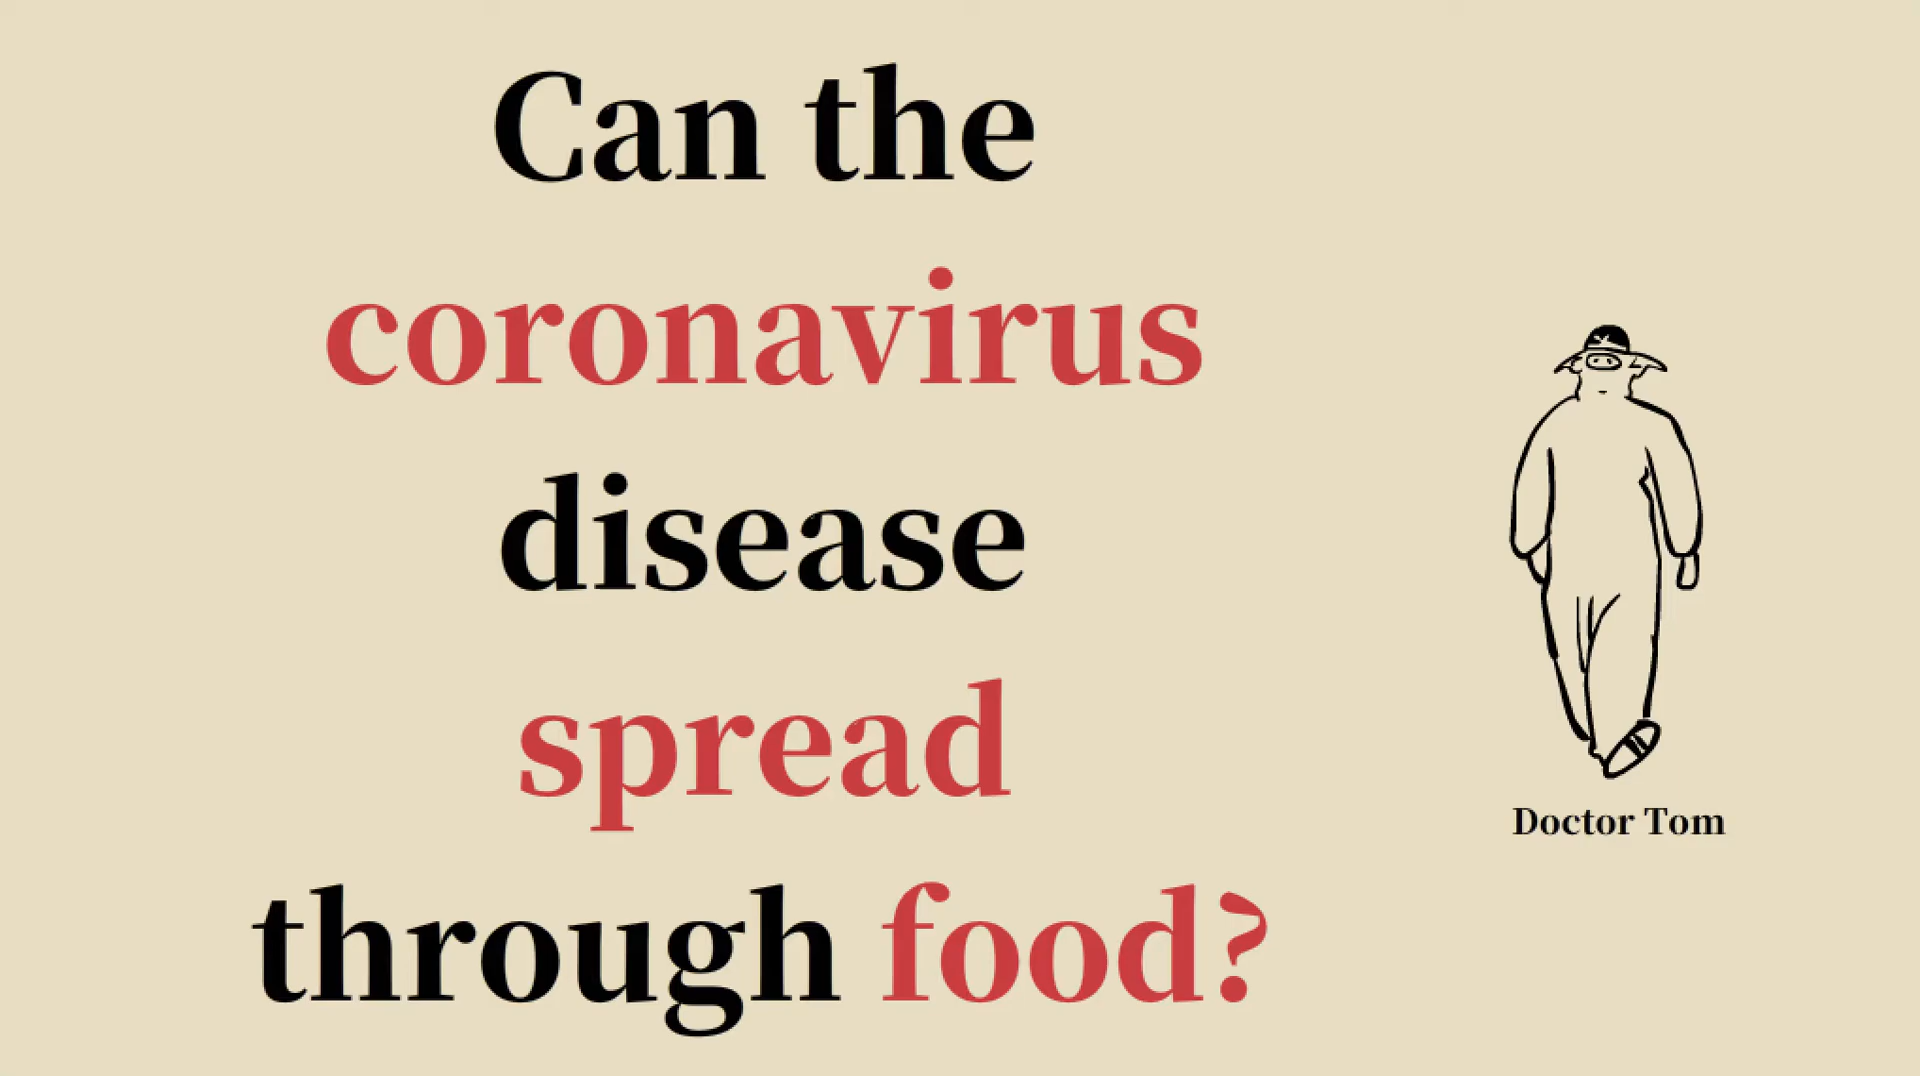 Can the
coronavirus
disease
spread
through food?
Doctor Tom